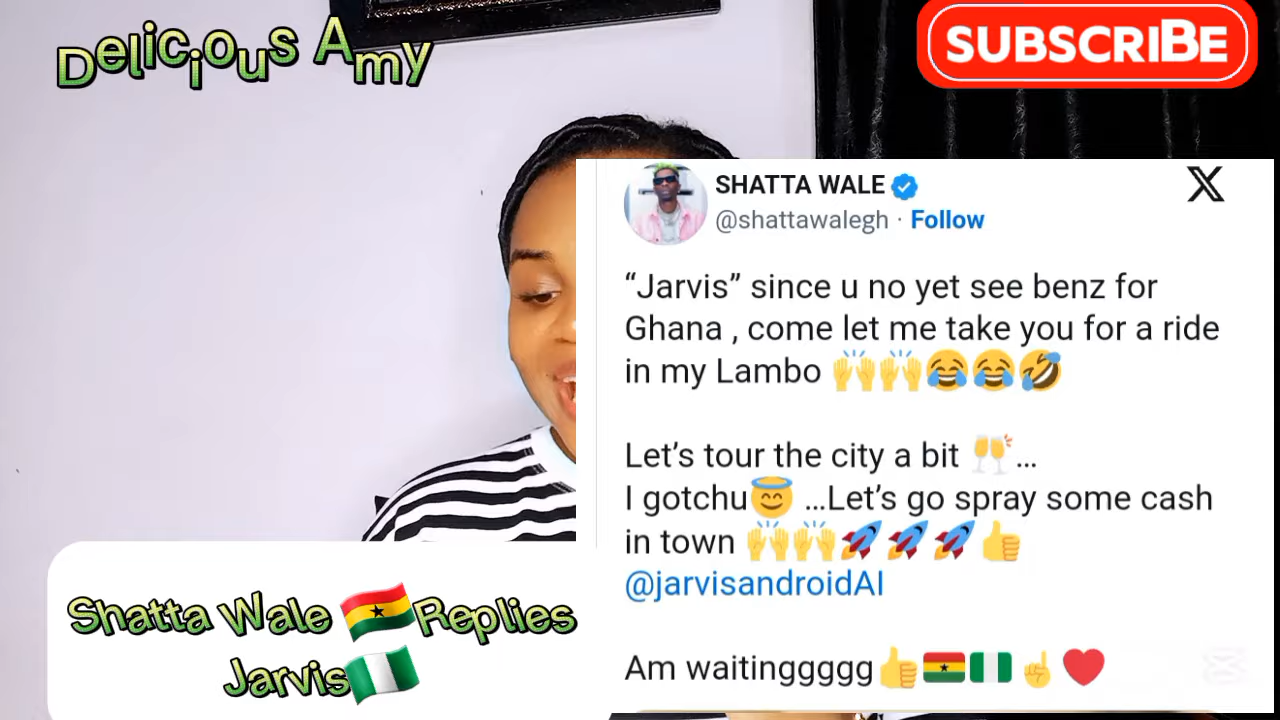 Delicious Amy
SUBSCRIBE
SHATTA WALE
@shattawalegh · Follow
“Jarvis” since u no yet see benz for
Ghana , come let me take you for a ride
in my Lambo 🙌🙌😂😂🤣
Let’s tour the city a bit 🥂...
I gotchu😇 ...Let’s go spray some cash
in town 🙌🙌🚀🚀🚀👍
@jarvisandroidAI
Am waitinggggg👍🇬🇭🇳🇬☝️❤️
Shatta Wale 🇬🇭Replies
Jarvis🇳🇬